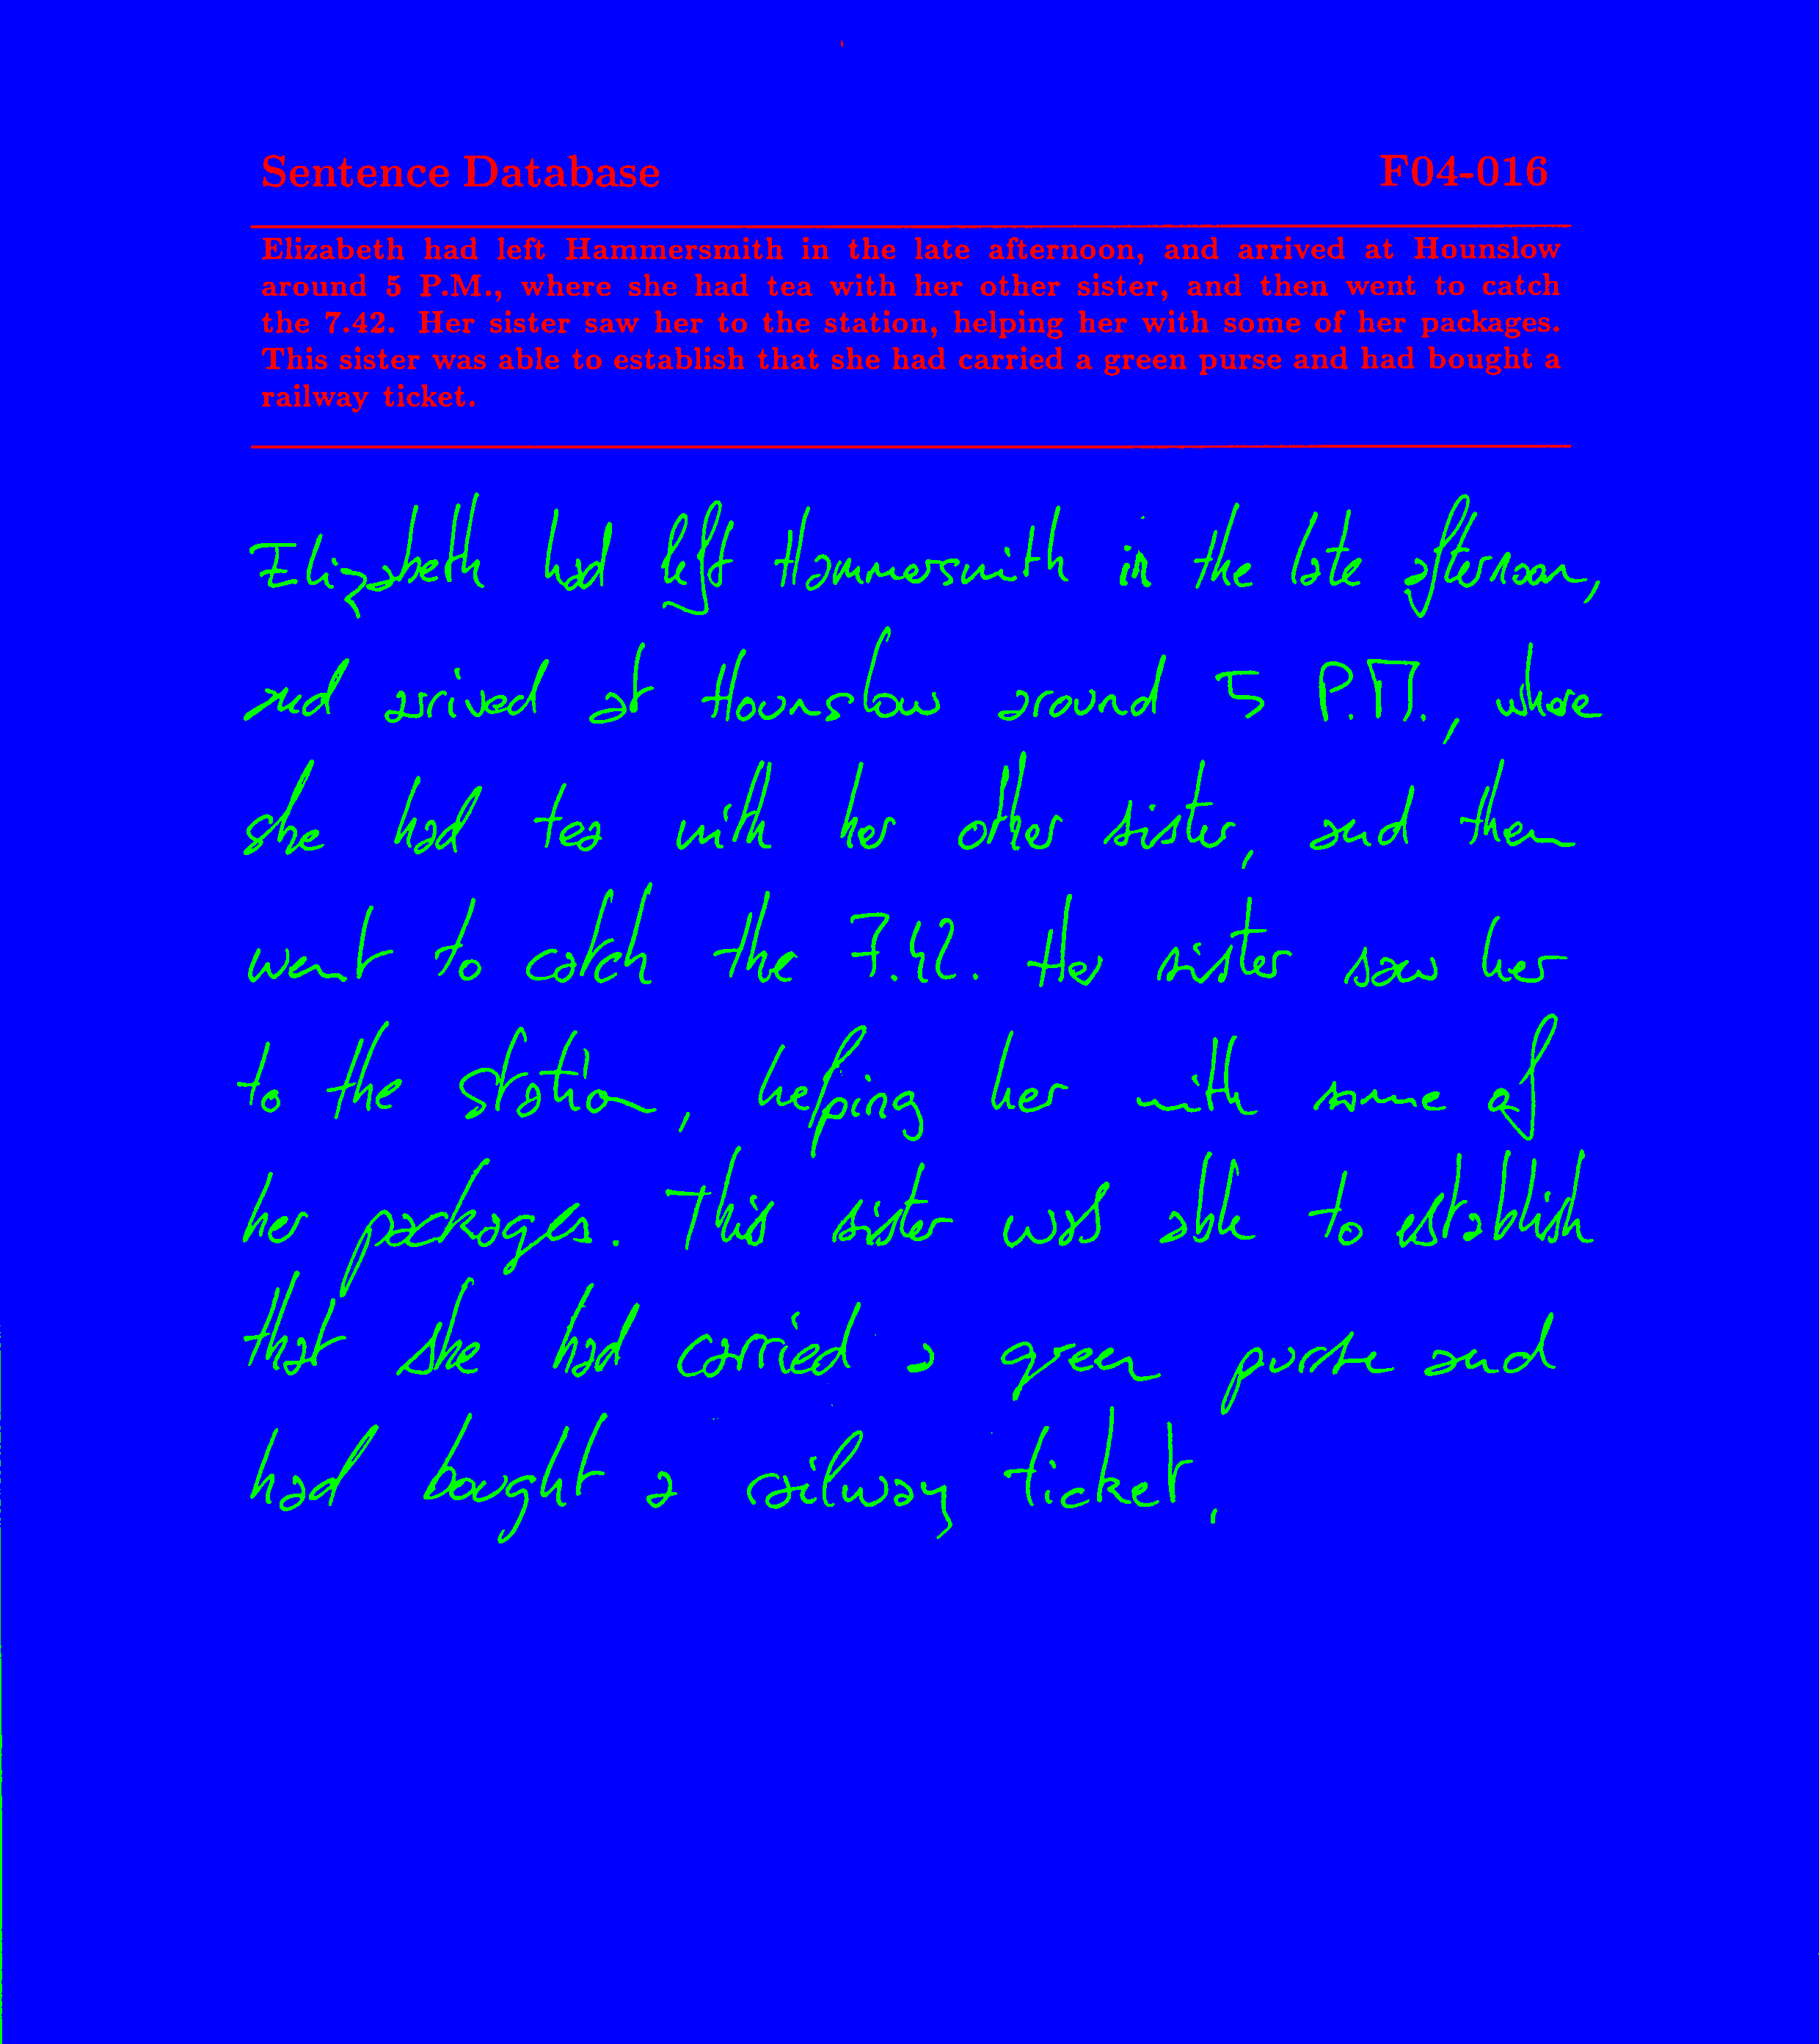 Sentence Database F04-016
Elizabeth had left Hammersmith in the late afternoon, and arrived at Hounslow
around 5 P.M., where she had tea with her other sister, and then went to catch
the 7.42. Her sister saw her to the station, helping her with some of her packages.
This sister was able to establish that she had carried a green purse and had bought a
railway ticket.
Elizabeth had left Hammersmith in the late afternoon,
and arrived at Hounslow around 5 P.M., where
she had tea with her other sister, and then
went to catch the 7.42. Her sister saw her
to the station, helping her with some of
her packages. This sister was able to establish
that she had carried a green purse and
had bought a railway ticket.